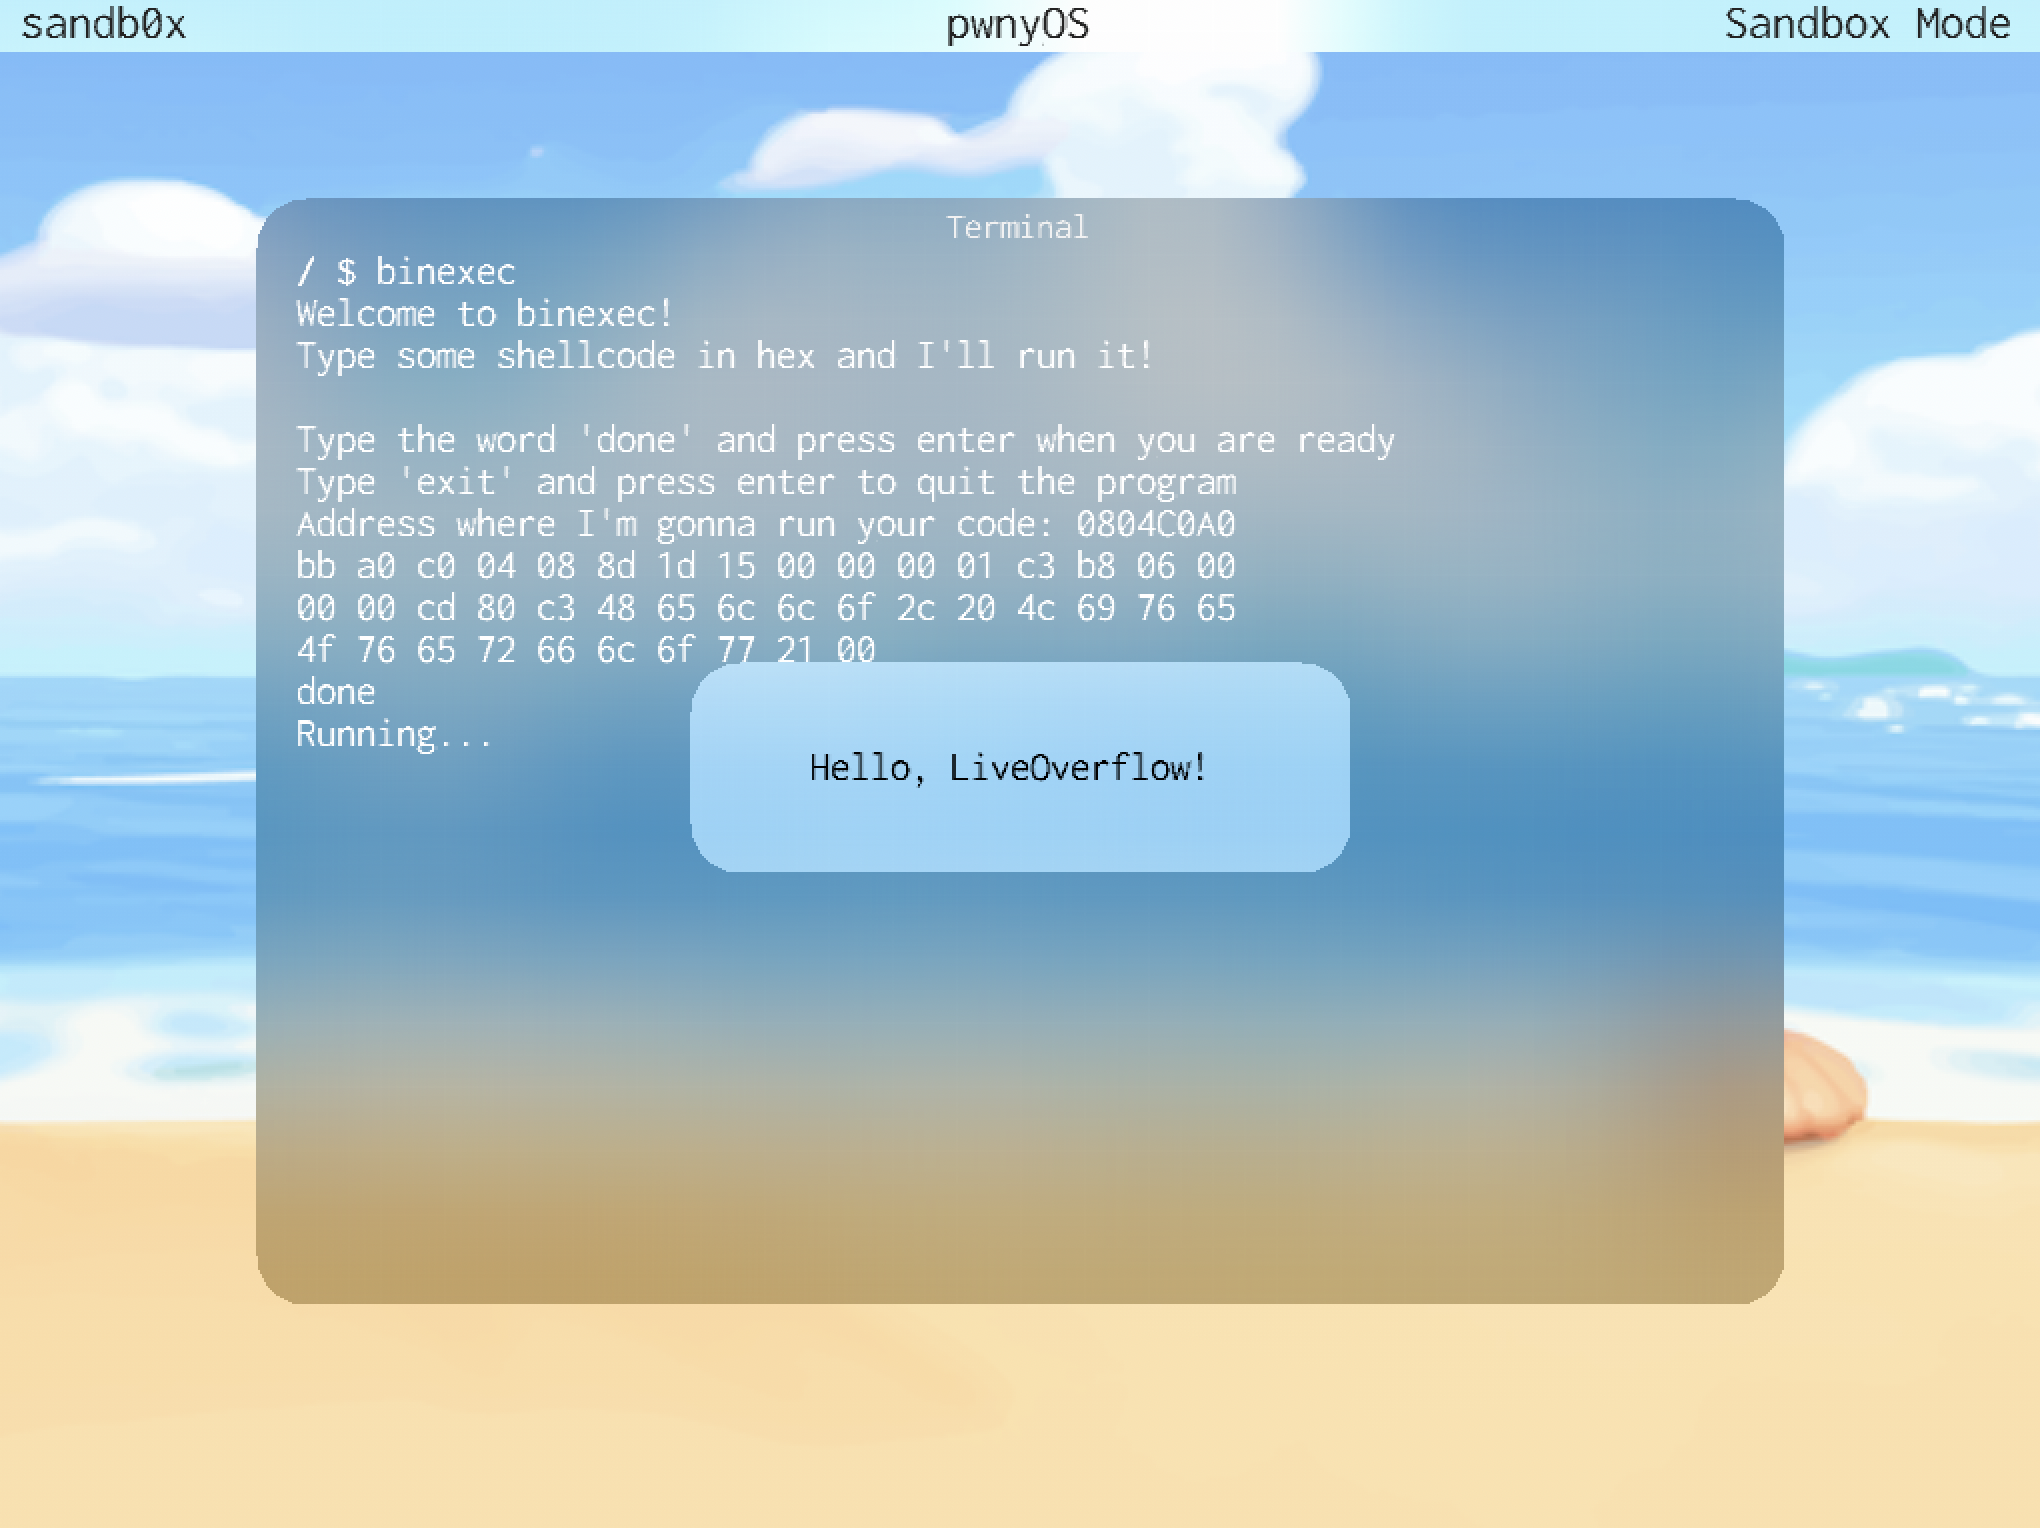 sandb0x pwnyOS Sandbox Mode
Terminal
/ $ binexec
Welcome to binexec!
Type some shellcode in hex and I'll run it!
Type the word 'done' and press enter when you are ready
Type 'exit' and press enter to quit the program
Address where I'm gonna run your code: 0804C0A0
bb a0 c0 04 08 8d 1d 15 00 00 00 01 c3 b8 06 00
00 00 cd 80 c3 48 65 6c 6c 6f 2c 20 4c 69 76 65
4f 76 65 72 66 6c 6f 77 21 00
done
Running...
Hello, LiveOverflow!